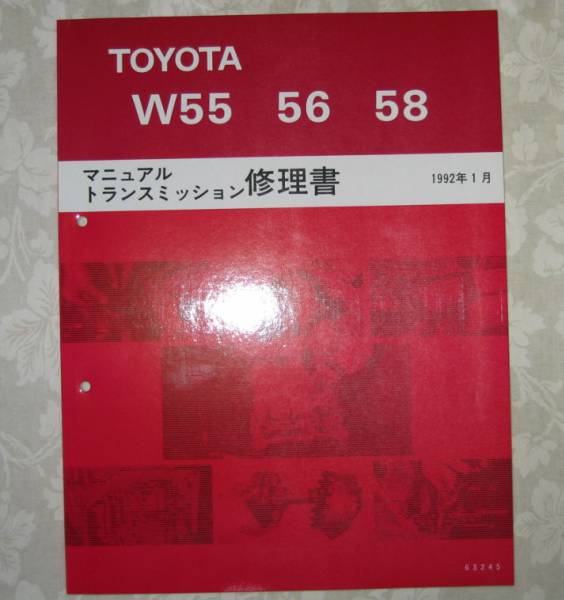 TOYOTA
W55 56 58
マニュアル
トランスミッション修理書 1992年1月
63245